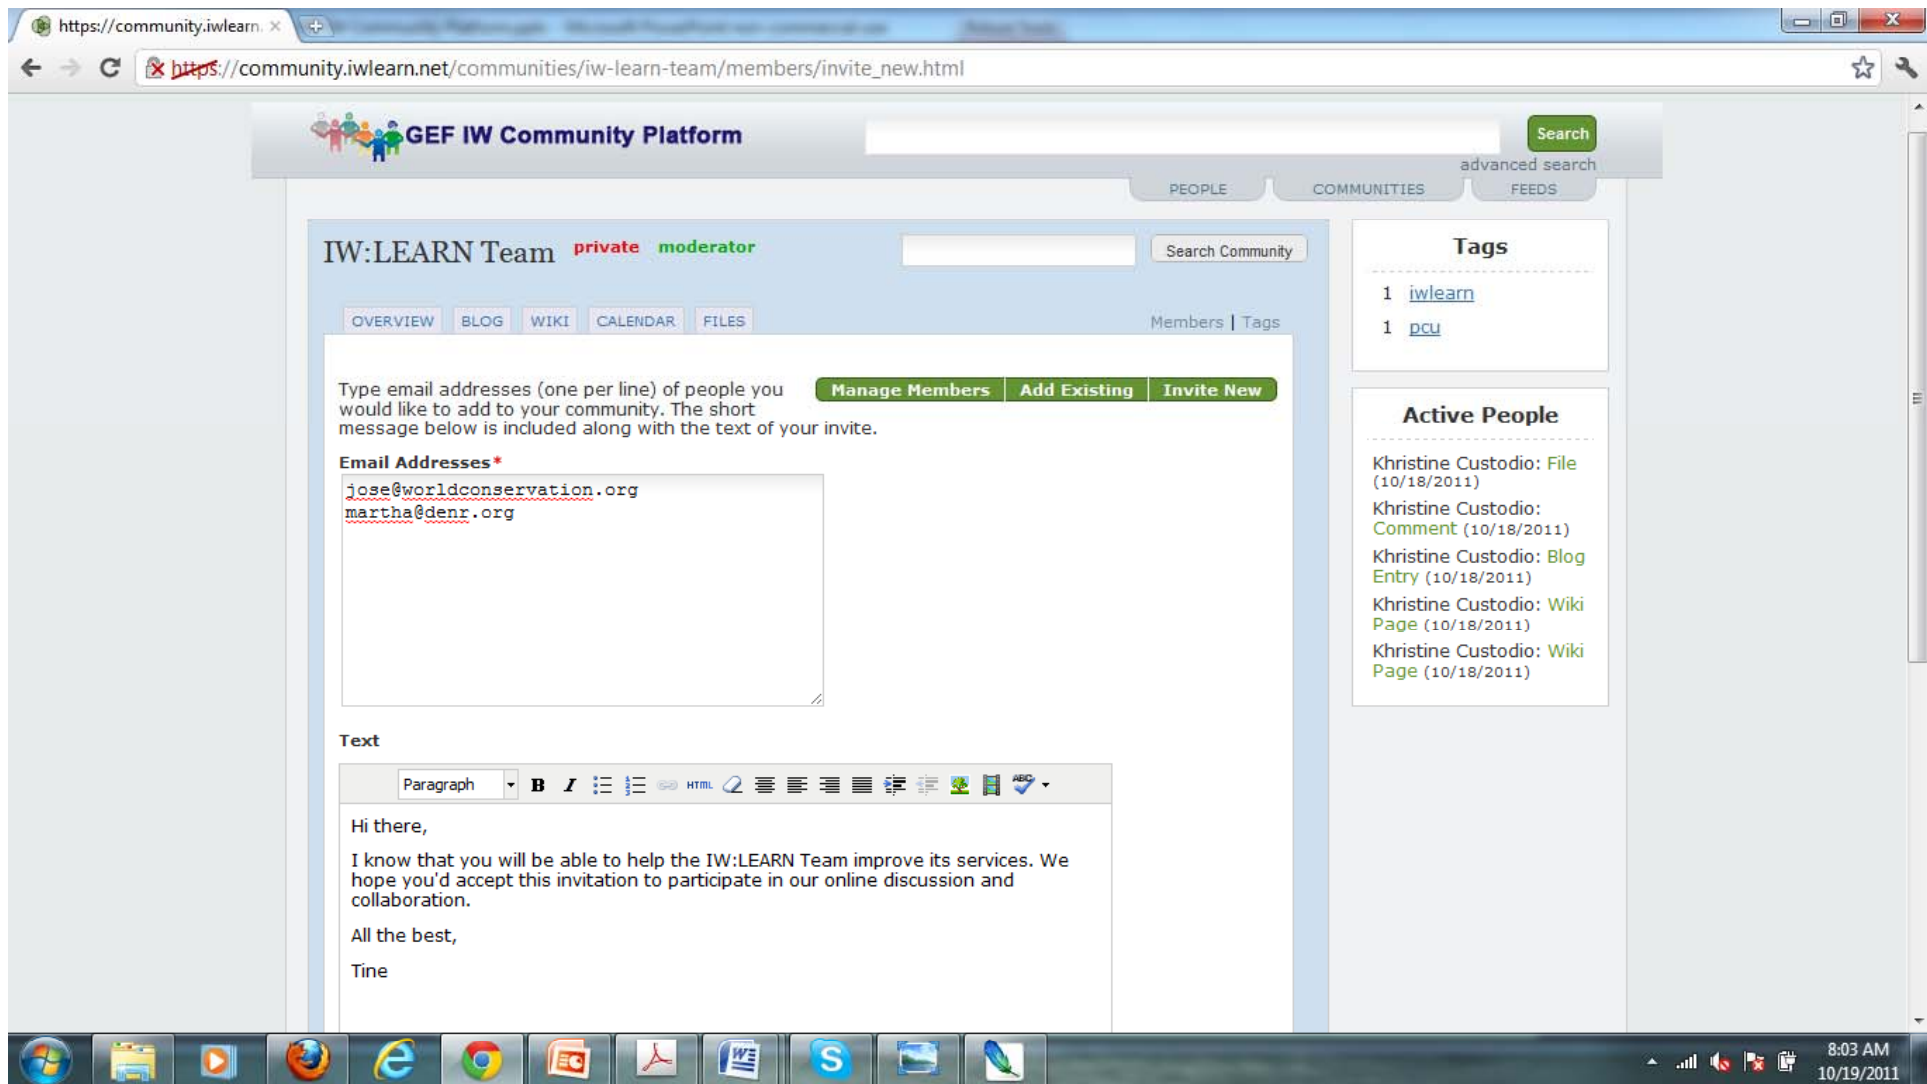 https://community.iwlearn.
https://community.iwlearn.net/communities/iw-learn-team/members/invite_new.html
GEF IW Community Platform
Search
advanced search
PEOPLE COMMUNITIES FEEDS
IW:LEARN Team private moderator
Search Community
OVERVIEW BLOG WIKI CALENDAR FILES
Members | Tags
Type email addresses (one per line) of people you
would like to add to your community. The short
message below is included along with the text of your invite.
Manage Members Add Existing Invite New
Email Addresses*
jose@worldconservation.org
martha@denr.org
Text
Paragraph B I HTML ABC
Hi there,
I know that you will be able to help the IW:LEARN Team improve its services. We
hope you'd accept this invitation to participate in our online discussion and
collaboration.
All the best,
Tine
Tags
1 iwlearn
1 pcu
Active People
Khristine Custodio: File
(10/18/2011)
Khristine Custodio:
Comment (10/18/2011)
Khristine Custodio: Blog
Entry (10/18/2011)
Khristine Custodio: Wiki
Page (10/18/2011)
Khristine Custodio: Wiki
Page (10/18/2011)
8:03 AM
10/19/2011